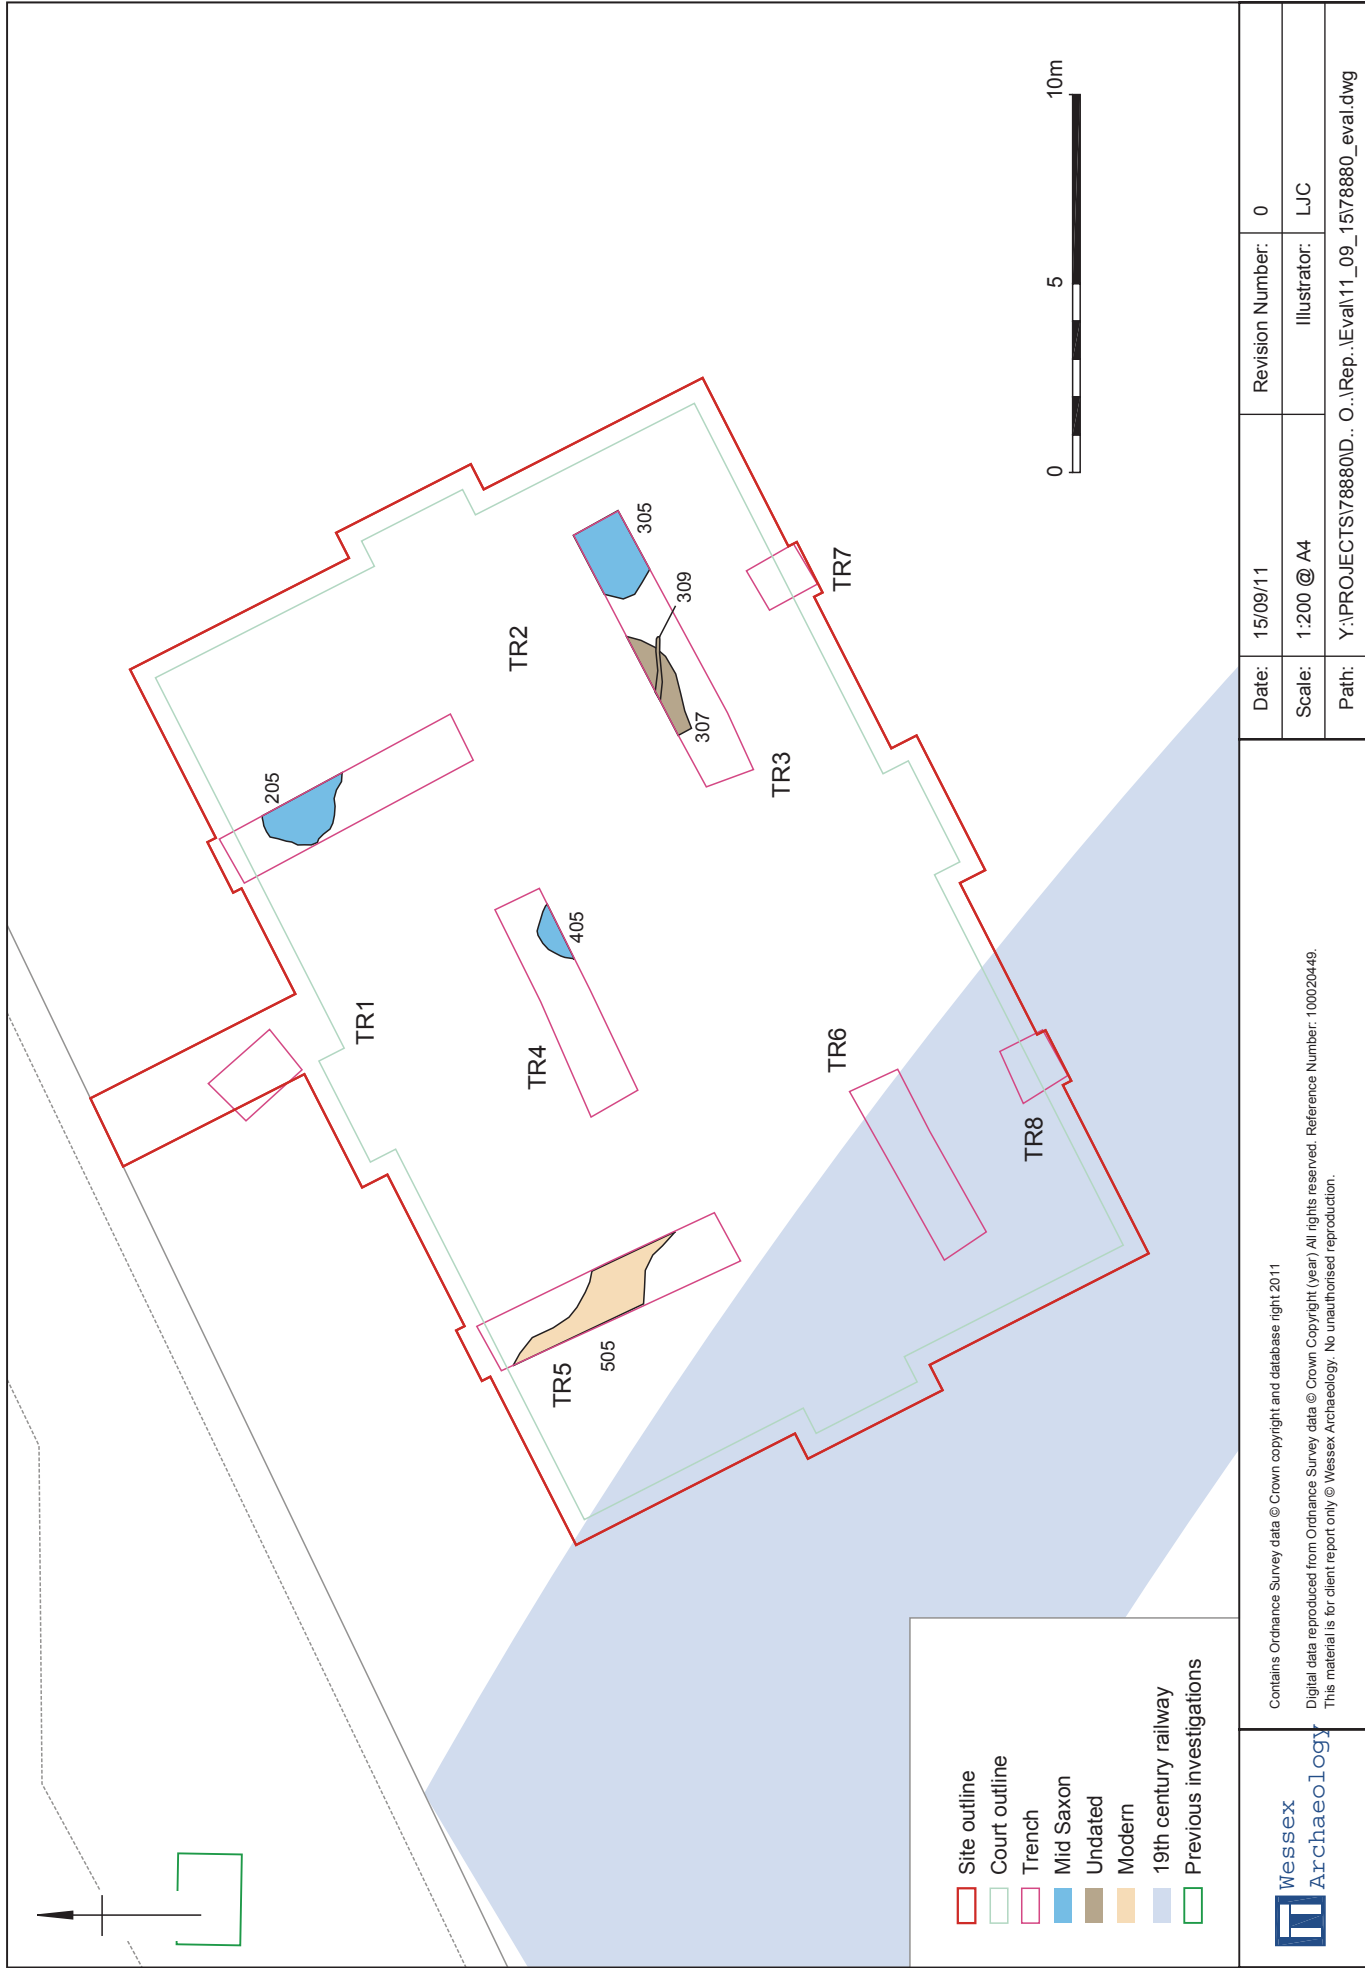 205
TR2
TR1
405
TR4
305
309
307
TR3
TR7
TR5
505
TR6
TR8
0
5
10m
Site outline
Court outline
Trench
Mid Saxon
Undated
Modern
19th century railway
Previous investigations
Wessex
Archaeology
Contains Ordnance Survey data © Crown copyright and database right 2011
Digital data reproduced from Ordnance Survey data © Crown Copyright (year) All rights reserved. Reference Number: 100020449.
This material is for client report only © Wessex Archaeology. No unauthorised reproduction.
Date: 15/09/11 Revision Number: 0
Scale: 1:200 @ A4 Illustrator: LJC
Path: Y:\PROJECTS\78880\D.. O..\Rep..\Eval\11_09_15\78880_eval.dwg